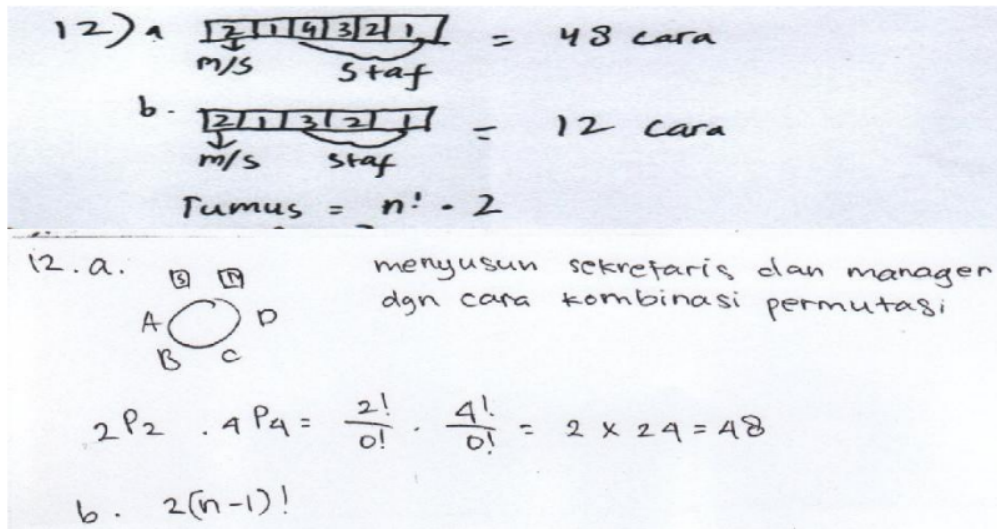 12) a 2 1 4 3 2 1 = 48 cara
m/s staf
b. 2 1 3 2 1 = 12 cara
m/s staf
Rumus = n! . 2
12. a. S M menyusun sekretaris dan manager
A D dgn cara kombinasi permutasi
B C
2P2 . 4P4 = 2!/0! . 4!/0! = 2 x 24 = 48
b. 2(n-1)!